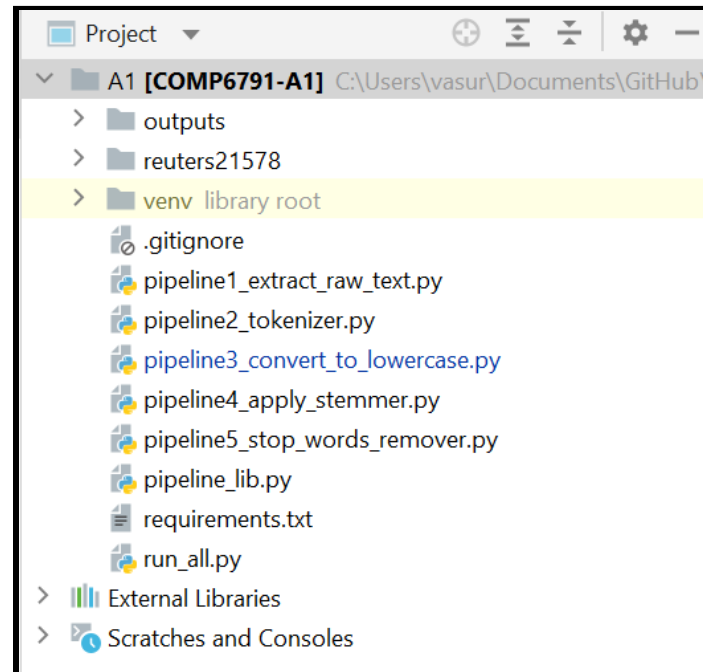 Project
A1 [COMP6791-A1] C:\Users\vasur\Documents\GitHub\
outputs
reuters21578
venv library root
.gitignore
pipeline1_extract_raw_text.py
pipeline2_tokenizer.py
pipeline3_convert_to_lowercase.py
pipeline4_apply_stemmer.py
pipeline5_stop_words_remover.py
pipeline_lib.py
requirements.txt
run_all.py
External Libraries
Scratches and Consoles